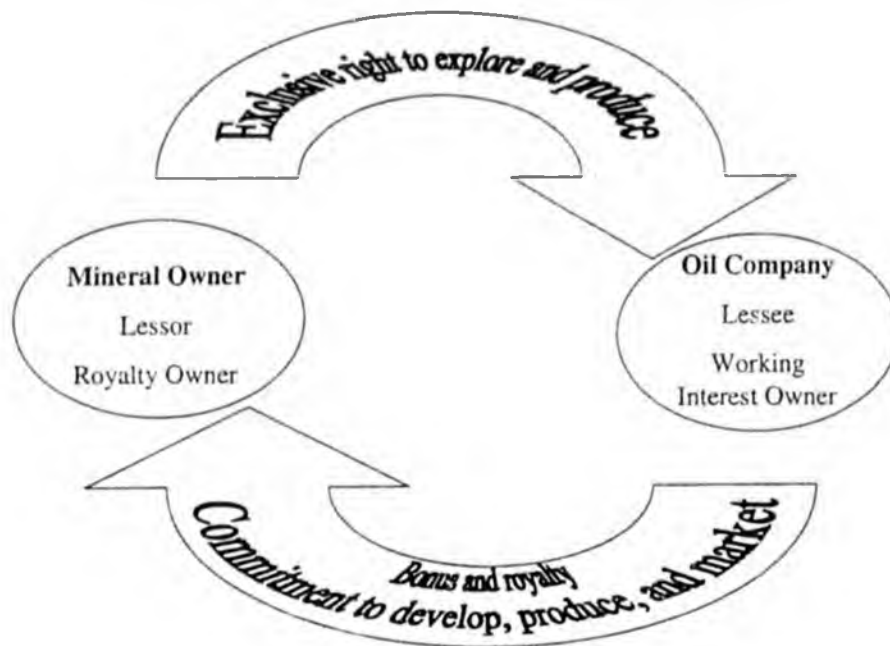 Exclusive right to explore and produce
Mineral Owner
Lessor
Royalty Owner
Oil Company
Lessee
Working
Interest Owner
Bonus and royalty
Commitment to develop, produce, and market